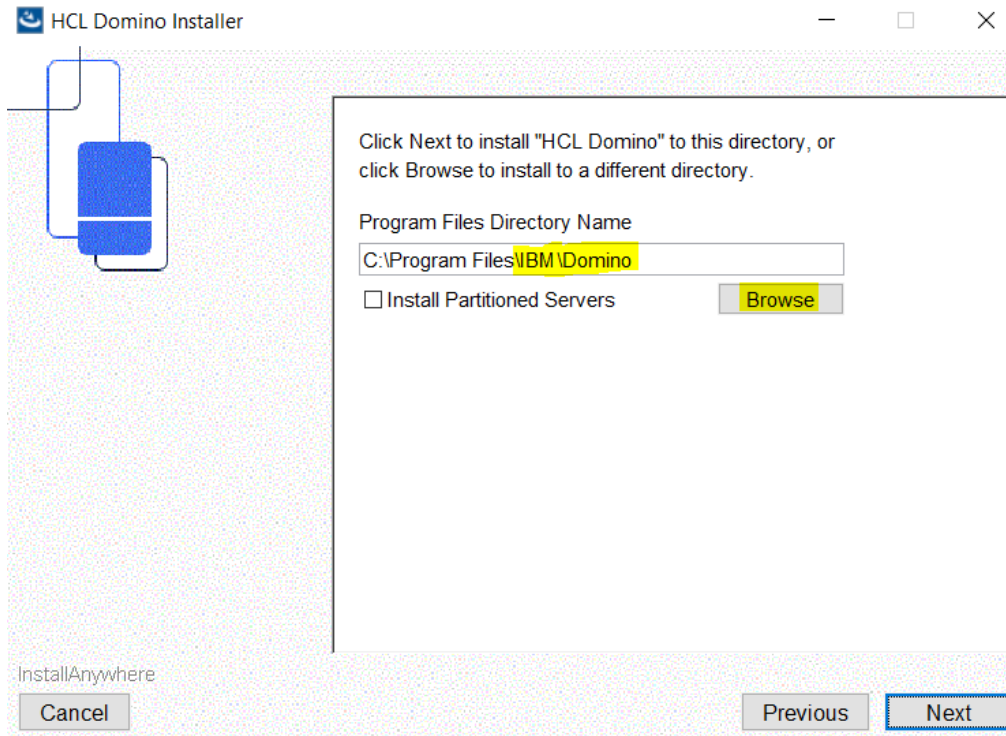 HCL Domino Installer
Click Next to install "HCL Domino" to this directory, or
click Browse to install to a different directory.
Program Files Directory Name
C:\Program Files\IBM\Domino
Install Partitioned Servers
Browse
InstallAnywhere
Cancel
Previous
Next